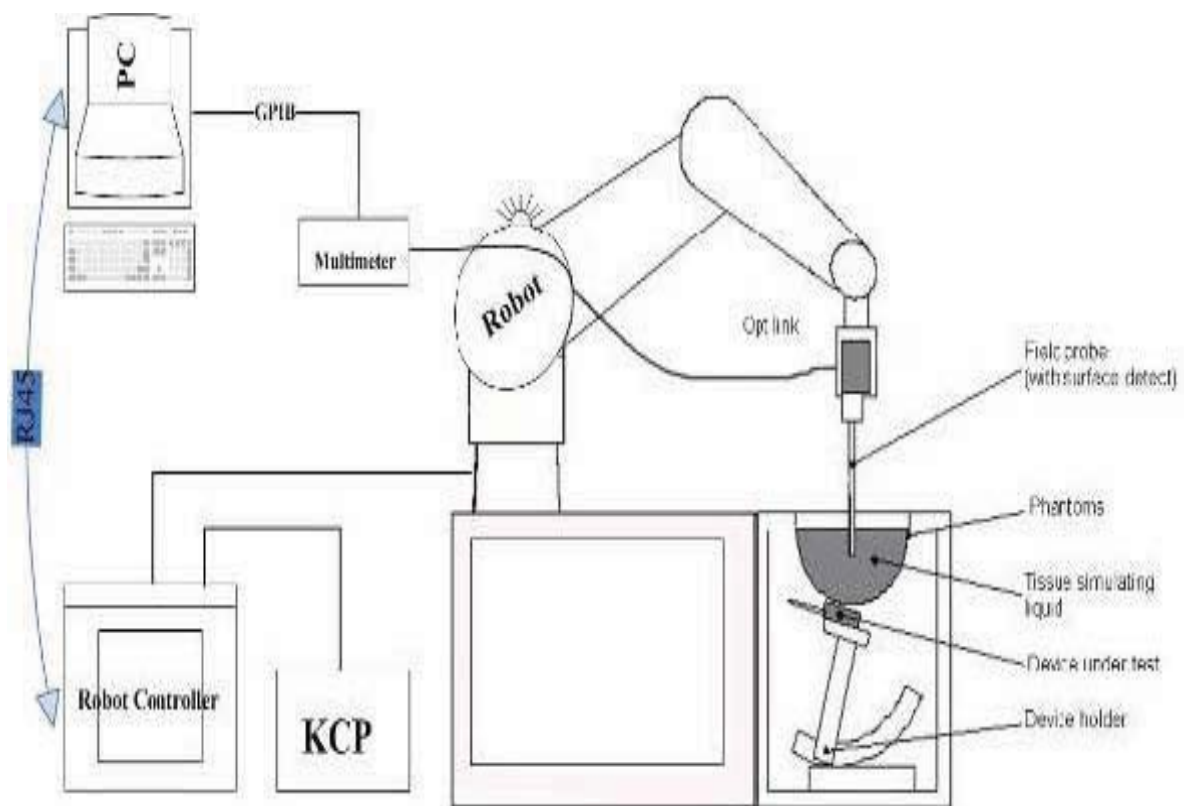 PC
GPIB
Multimeter
Robot
Opt link
Field probe
(with surface detect)
Phantoms
Tissue simulating
liquid
Device under test
Device holder
RJ45
Robot Controller
KCP